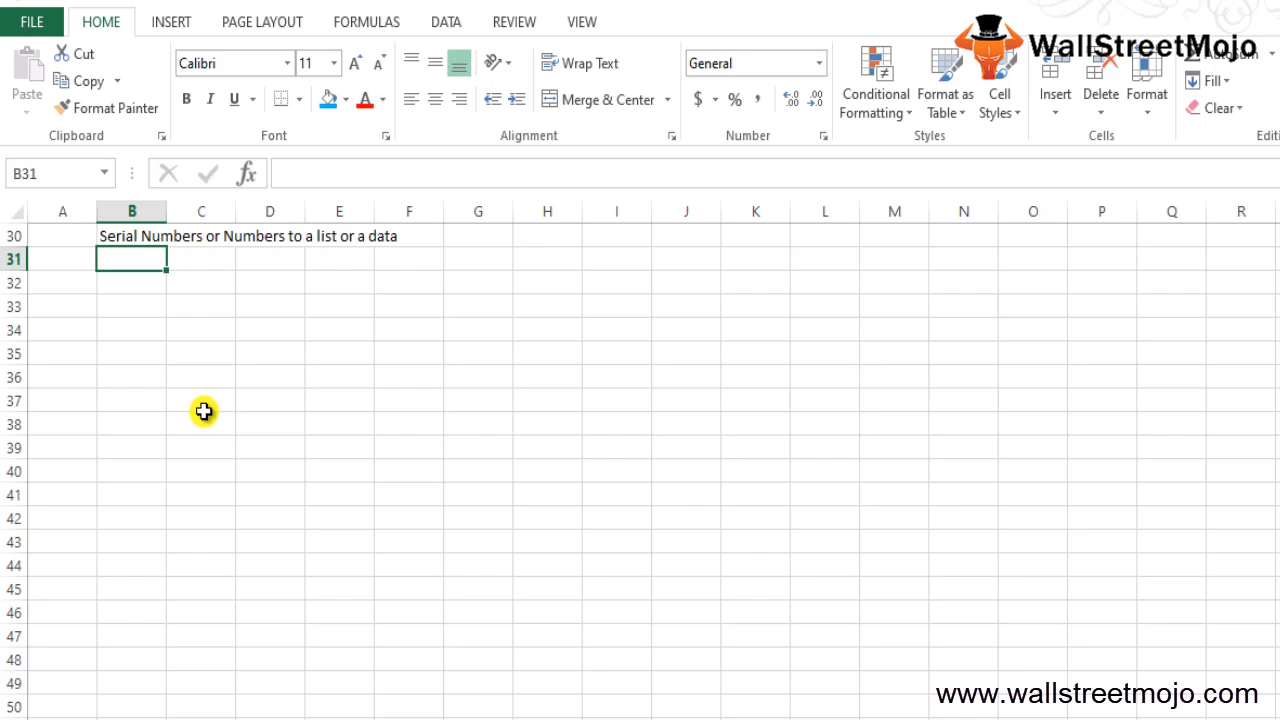 FILE HOME INSERT PAGE LAYOUT FORMULAS DATA REVIEW VIEW
WallStreetMojo
Cut
Copy
Format Painter
Paste
Clipboard
Calibri 11
B I U
Font
Wrap Text
Merge & Center
Alignment
General
$ % ,
Number
Conditional Formatting
Format as Table
Cell Styles
Styles
Insert Delete Format
Cells
Fill
Clear
B31 fx
A B C D E F G H I J K L M N O P Q R
30 Serial Numbers or Numbers to a list or a data
31
32
33
34
35
36
37
38
39
40
41
42
43
44
45
46
47
48
49
50
www.wallstreetmojo.com